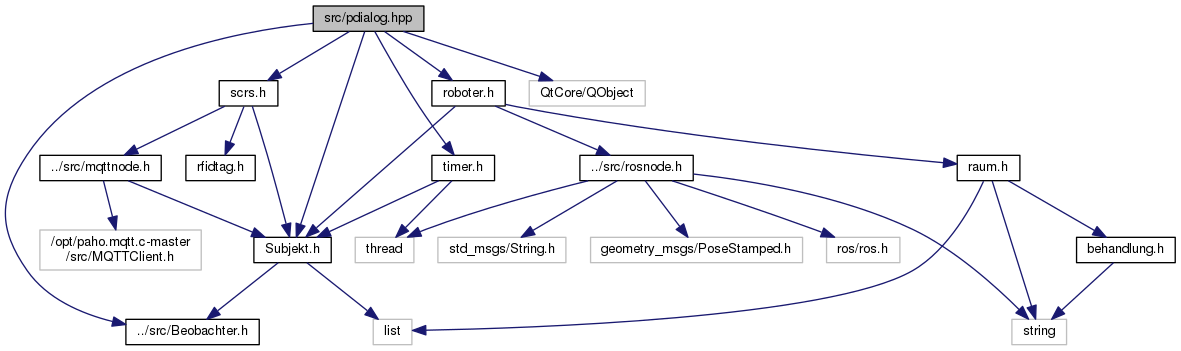 src/pdialog.hpp
scrs.h
roboter.h
QtCore/QObject
../src/mqttnode.h
rfidtag.h
timer.h
../src/rosnode.h
raum.h
/opt/paho.mqtt.c-master
/src/MQTTClient.h
Subjekt.h
thread
std_msgs/String.h
geometry_msgs/PoseStamped.h
ros/ros.h
behandlung.h
../src/Beobachter.h
list
string